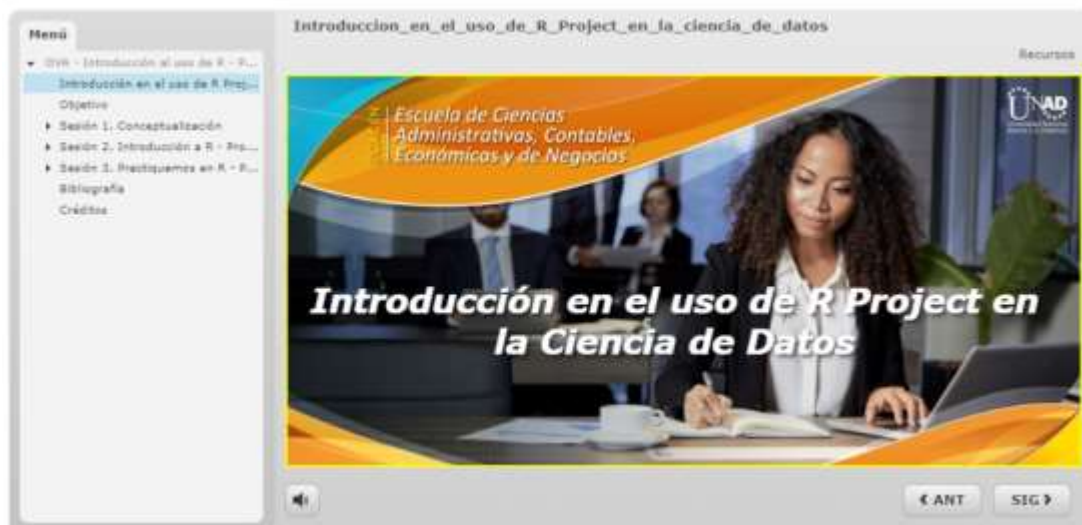 Menú
OVA - Introducción al uso de R - P...
Introducción en el uso de R Proj...
Objetivo
Sesión 1. Conceptualización
Sesión 2. Introducción a R - Pro...
Sesión 3. Practiquemos en R - P...
Bibliografía
Créditos
Introduccion_en_el_uso_de_R_Project_en_la_ciencia_de_datos
Recursos
Escuela de Ciencias
Administrativas, Contables,
Económicas y de Negocios
UNAD
Introducción en el uso de R Project en
la Ciencia de Datos
ANT
SIG